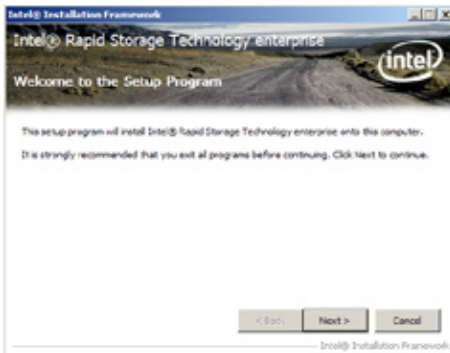 Intel® Installation Framework
Intel® Rapid Storage Technology enterprise
intel
Welcome to the Setup Program
This setup program will install Intel® Rapid Storage Technology enterprise onto this computer.
It is strongly recommended that you exit all programs before continuing. Click Next to continue.
< Back
Next >
Cancel
Intel® Installation Framework